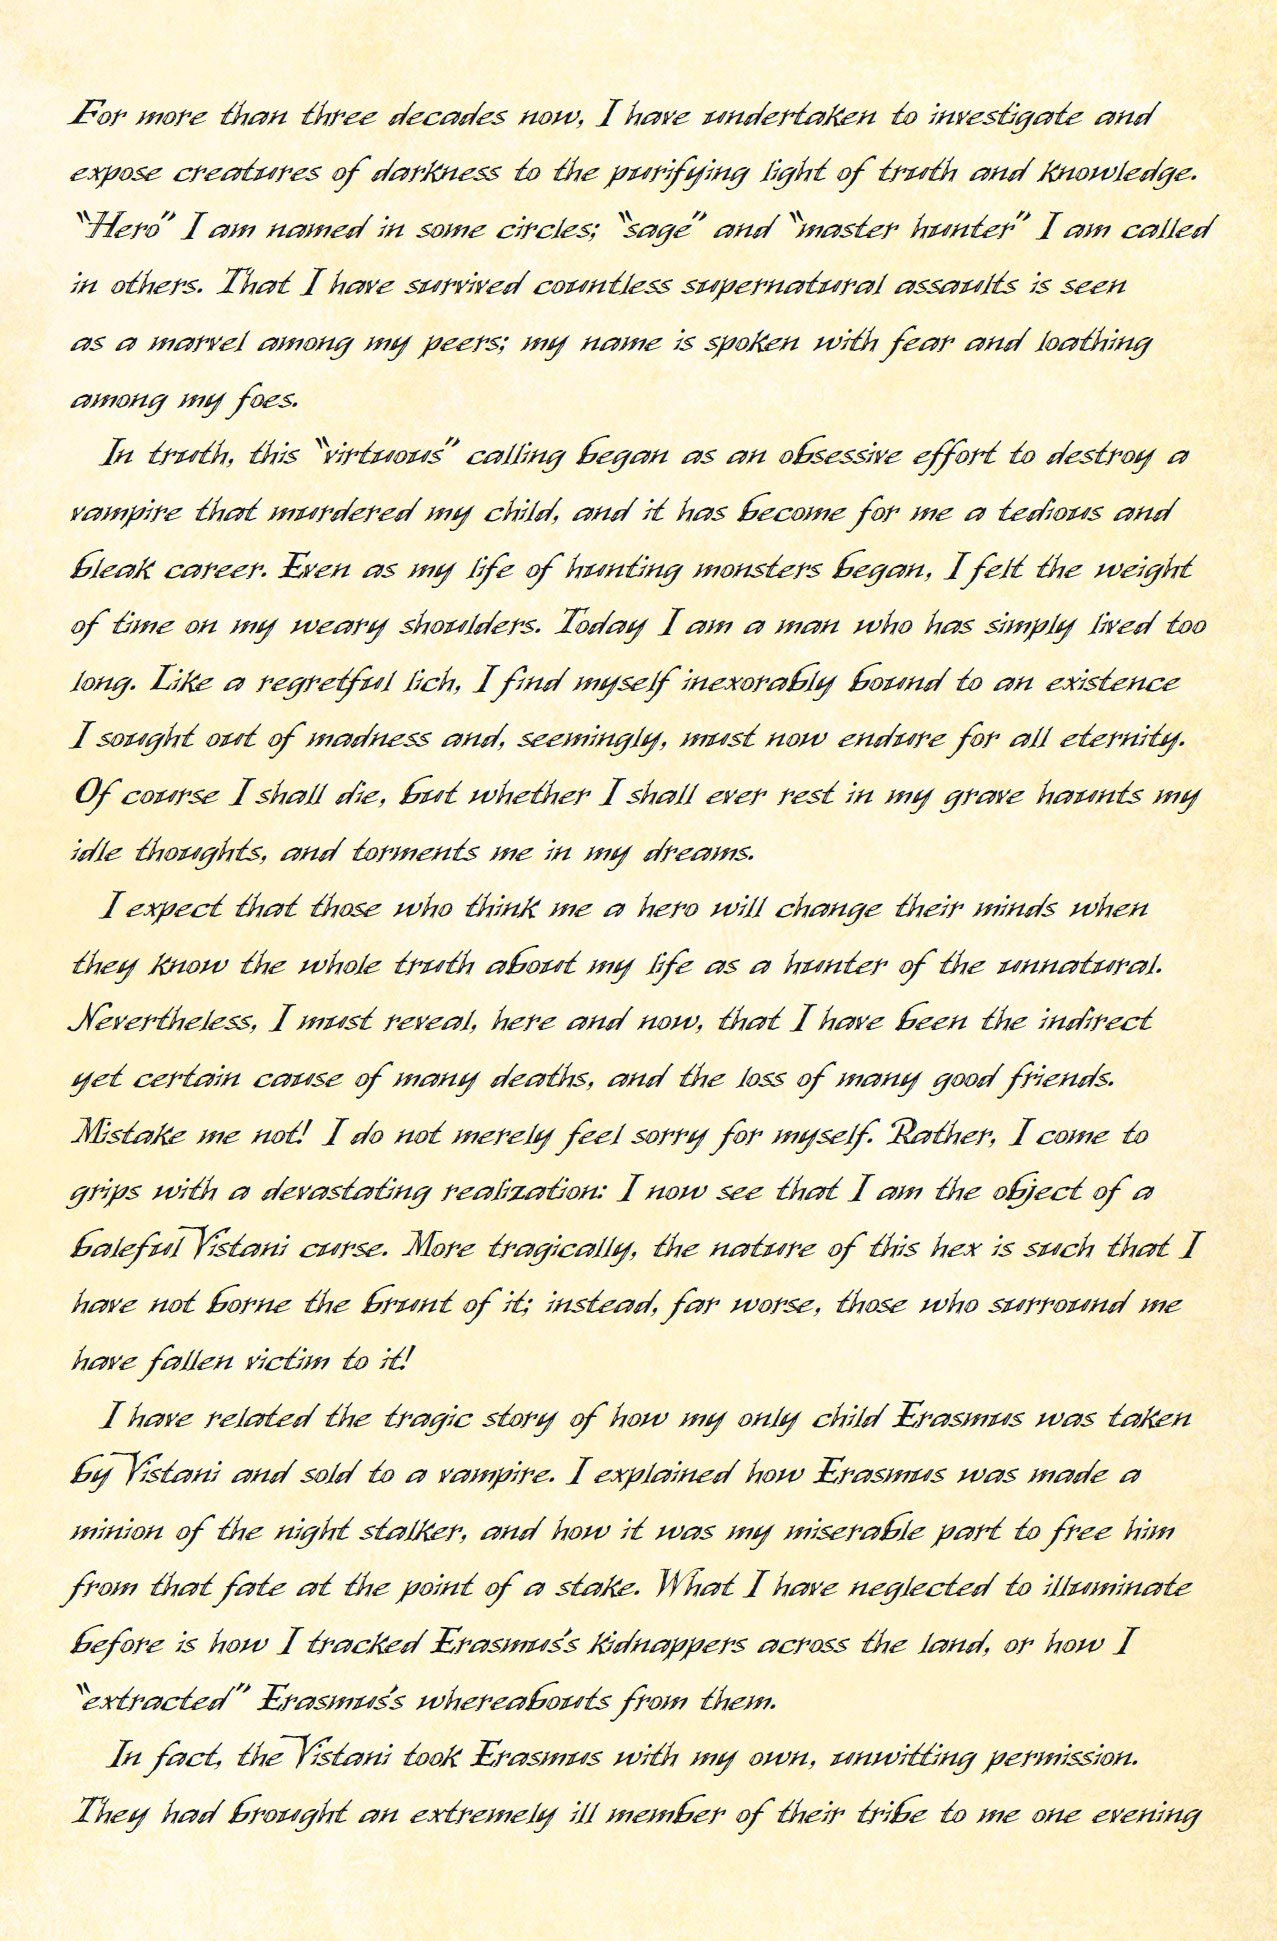 For more than three decades now, I have undertaken to investigate and
expose creatures of darkness to the purifying light of truth and knowledge.
“Hero” I am named in some circles; “sage” and “master hunter” I am called
in others. That I have survived countless supernatural assaults is seen
as a marvel among my peers; my name is spoken with fear and loathing
among my foes.
In truth, this “virtuous” calling began as an obsessive effort to destroy a
vampire that murdered my child, and it has become for me a tedious and
bleak career. Even as my life of hunting monsters began, I felt the weight
of time on my weary shoulders. Today I am a man who has simply lived too
long. Like a regretful lich, I find myself inexorably bound to an existence
I sought out of madness and, seemingly, must now endure for all eternity.
Of course I shall die, but whether I shall ever rest in my grave haunts my
idle thoughts, and torments me in my dreams.
I expect that those who think me a hero will change their minds when
they know the whole truth about my life as a hunter of the unnatural.
Nevertheless, I must reveal, here and now, that I have been the indirect
yet certain cause of many deaths, and the loss of many good friends.
Mistake me not! I do not merely feel sorry for myself. Rather, I come to
grips with a devastating realization: I now see that I am the object of a
baleful Vistani curse. More tragically, the nature of this hex is such that I
have not borne the brunt of it; instead, far worse, those who surround me
have fallen victim to it!
I have related the tragic story of how my only child Erasmus was taken
by Vistani and sold to a vampire. I explained how Erasmus was made a
minion of the night stalker, and how it was my miserable part to free him
from that fate at the point of a stake. What I have neglected to illuminate
before is how I tracked Erasmus’s kidnappers across the land, or how I
“extracted” Erasmus’s whereabouts from them.
In fact, the Vistani took Erasmus with my own, unwitting permission.
They had brought an extremely ill member of their tribe to me one evening